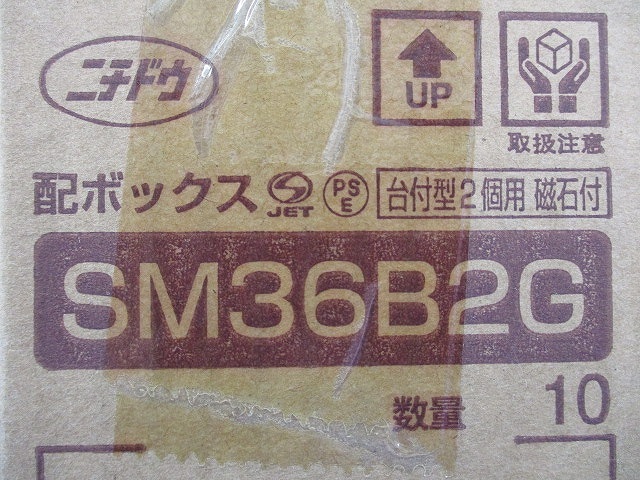 ニチドウ
UP
取扱注意
配ボックス JET PSE 台付型2個用 磁石付
SM36B2G
数量 10